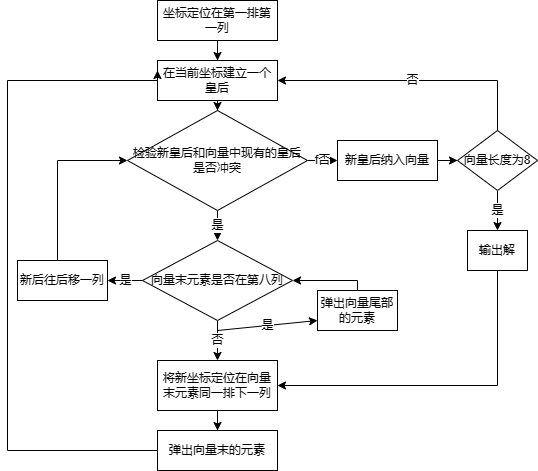 坐标定位在第一排第
一列
在当前坐标建立一个
皇后
否
检验新皇后和向量中现有的皇后
是否冲突
f否
新皇后纳入向量
向量长度为8
是
是
输出解
新后往后移一列
是
向量末元素是否在第八列
弹出向量尾部
的元素
是
否
将新坐标定位在向量
末元素同一排下一列
弹出向量末的元素